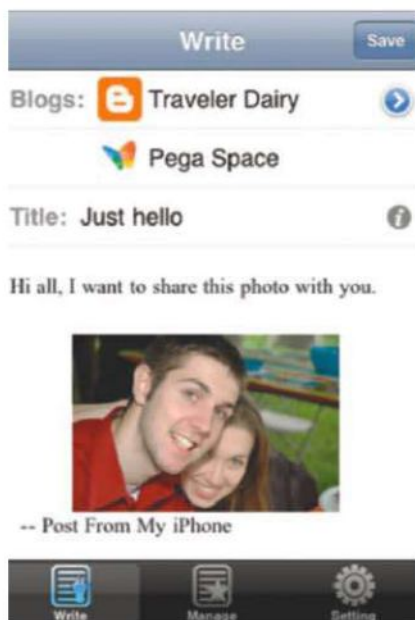 Write
Save
Blogs: Traveler Dairy
Pega Space
Title: Just hello
Hi all, I want to share this photo with you.
-- Post From My iPhone
Write
Manage
Setting